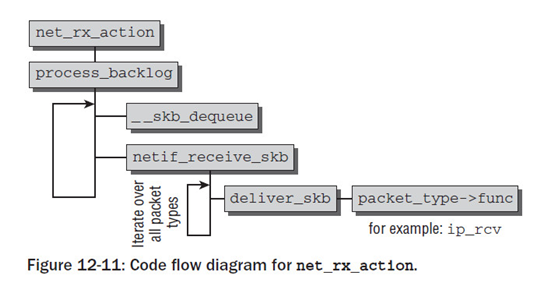 net_rx_action
process_backlog
__skb_dequeue
netif_receive_skb
Iterate over
all packet
types
deliver_skb
packet_type->func
for example: ip_rcv
Figure 12-11: Code flow diagram for net_rx_action.